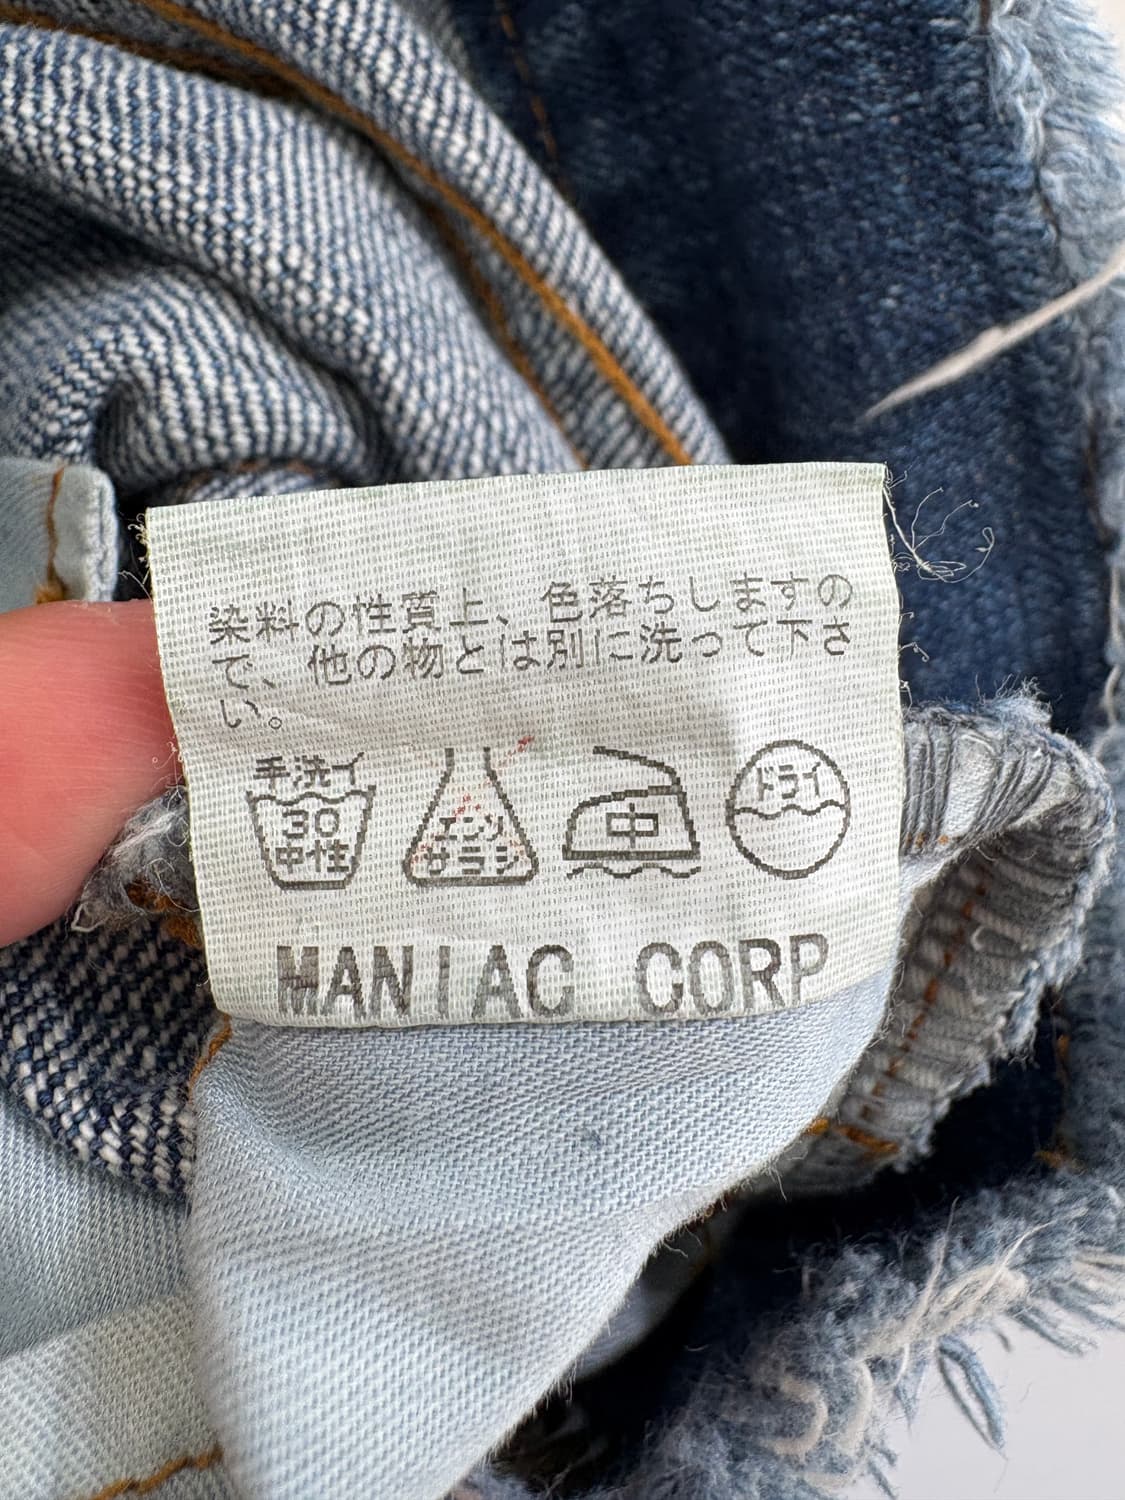 染料の性質上、色落ちしますの
で、他の物とは別に洗って下さ
い。
手洗イ
30
中性
エンソ
サラシ
中
ドライ
MANIAC CORP